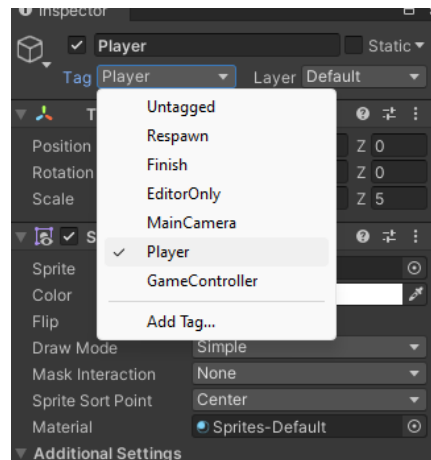 Inspector
Player
Static
Tag Player Layer Default
Untagged
Respawn
Finish
EditorOnly
MainCamera
Player
GameController
Add Tag...
T
Position Z 0
Rotation Z 0
Scale Z 5
S
Sprite
Color
Flip
Draw Mode Simple
Mask Interaction None
Sprite Sort Point Center
Material Sprites-Default
Additional Settings